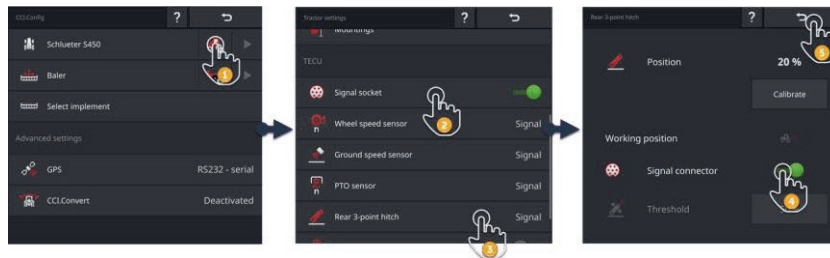 CCI.Config
?
Schlueter S450
1
Baler
Select implement
Advanced settings
GPS RS232 - serial
CCI.Convert Deactivated
Tractor settings
?
Mountings
TECU
Signal socket
2
Wheel speed sensor Signal
Ground speed sensor Signal
PTO sensor Signal
Rear 3-point hitch Signal
3
Rear 3-point hitch
?
5
Position 20 %
Calibrate
Working position
Signal connector
4
Threshold